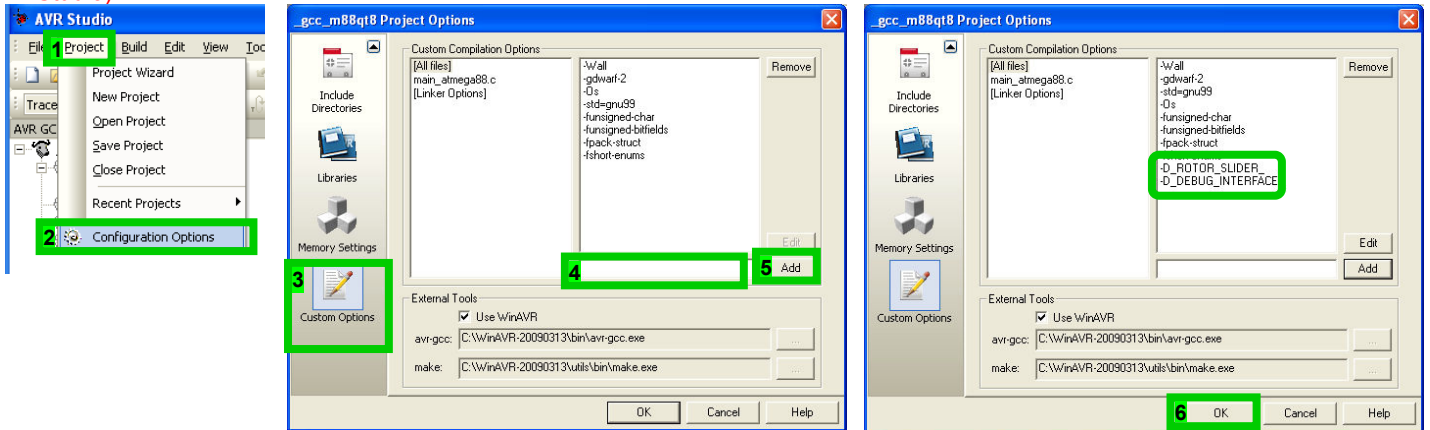 AVR Studio
File
1
Project
Build
Edit
View
Project Wizard
New Project
Trace
Open Project
AVR GC
Save Project
Close Project
Recent Projects
2
Configuration Options
_gcc_m88qt8 Project Options
Include
Directories
Libraries
Memory Settings
3
Custom Options
Custom Compilation Options
[All files]
main_atmega88.c
[Linker Options]
-Wall
-gdwarf-2
-Os
-std=gnu99
-funsigned-char
-funsigned-bitfields
-fpack-struct
-fshort-enums
Remove
Edit
4
5
Add
External Tools
Use WinAVR
avr-gcc:
C:\WinAVR-20090313\bin\avr-gcc.exe
...
make:
C:\WinAVR-20090313\utils\bin\make.exe
...
OK
Cancel
Help
_gcc_m88qt8 Project Options
Include
Directories
Libraries
Memory Settings
Custom Options
Custom Compilation Options
[All files]
main_atmega88.c
[Linker Options]
-Wall
-gdwarf-2
-Os
-std=gnu99
-funsigned-char
-funsigned-bitfields
-fpack-struct
-D_ROTOR_SLIDER_
-D_DEBUG_INTERFACE
Remove
Edit
Add
External Tools
Use WinAVR
avr-gcc:
C:\WinAVR-20090313\bin\avr-gcc.exe
...
make:
C:\WinAVR-20090313\utils\bin\make.exe
...
6
OK
Cancel
Help